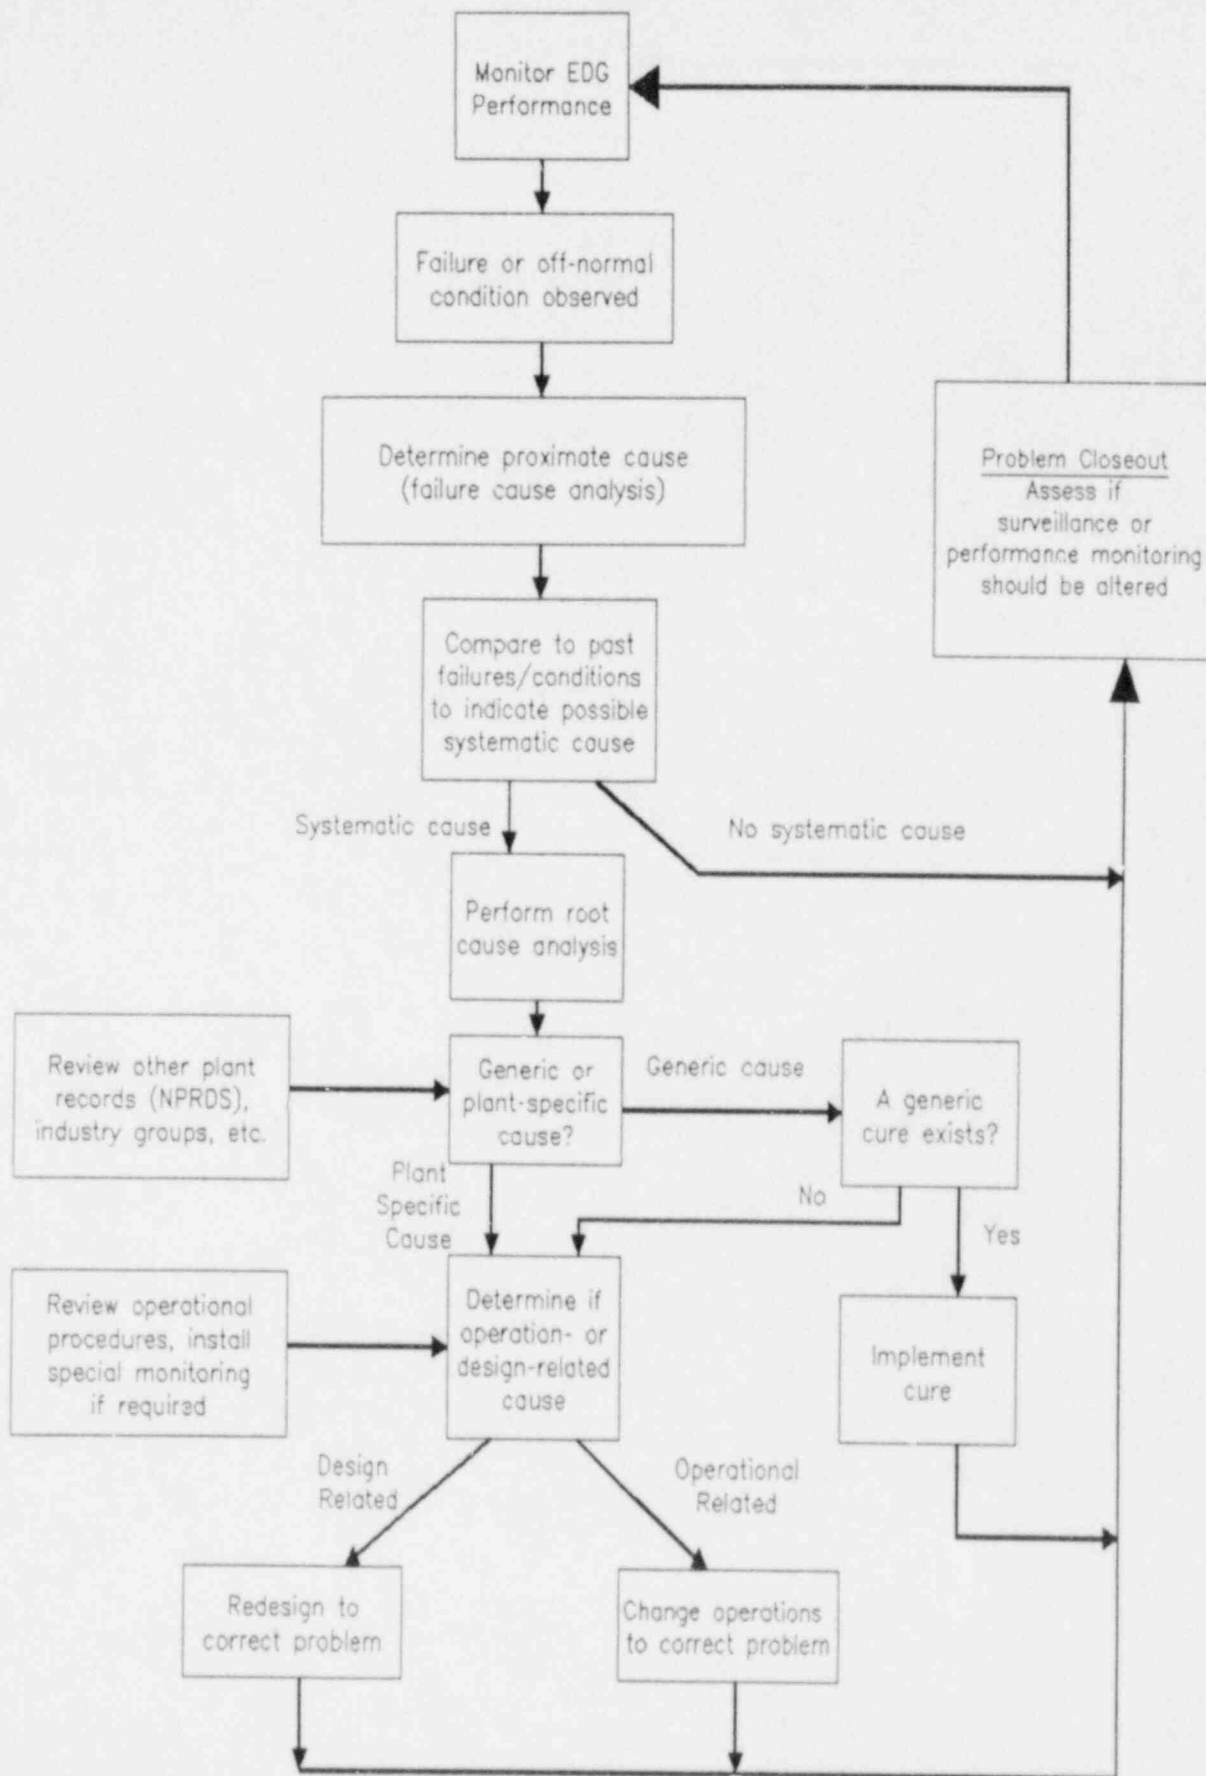 Monitor EDG
Performance
Failure or off-normal
condition observed
Determine proximate cause
(failure cause analysis)
Problem Closeout
Assess if
surveillance or
performance monitoring
should be altered
Compare to past
failures/conditions
to indicate possible
systematic cause
Systematic cause
No systematic cause
Perform root
cause analysis
Review other plant
records (NPRDS),
industry groups, etc.
Generic or
plant-specific
cause?
Generic cause
A generic
cure exists?
Plant
Specific
Cause
No
Yes
Review operational
procedures, install
special monitoring
if required
Determine if
operation- or
design-related
cause
Implement
cure
Design
Related
Operational
Related
Redesign to
correct problem
Change operations
to correct problem